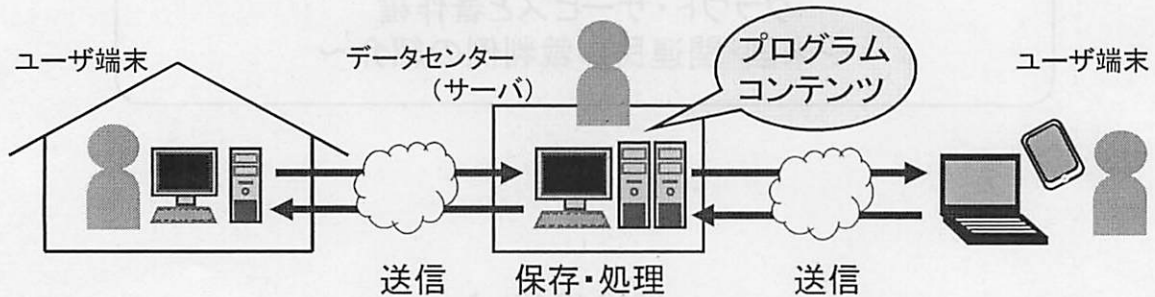 ユーザ端末
データセンター
(サーバ)
プログラム
コンテンツ
ユーザ端末
送信
保存・処理
送信